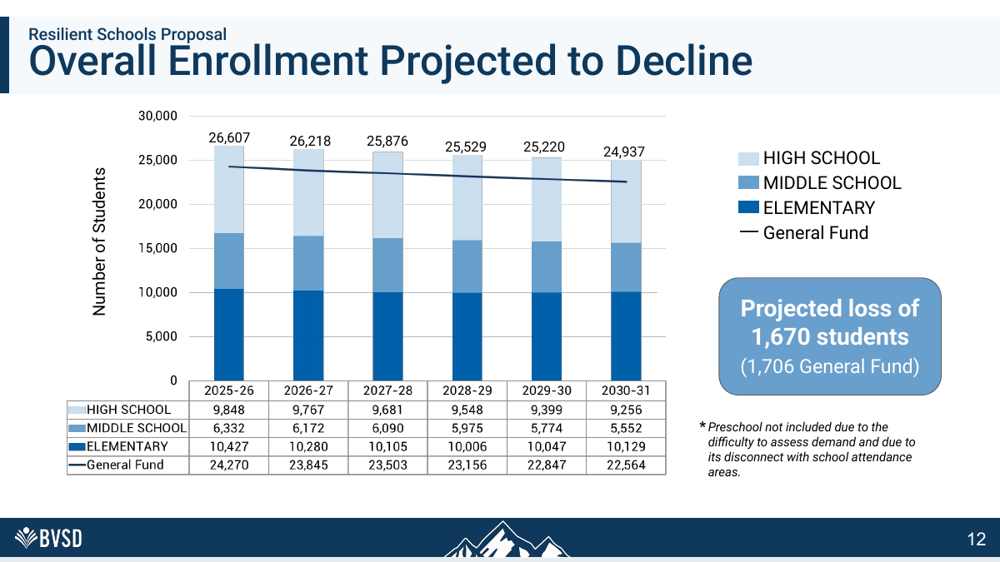 Resilient Schools Proposal
Overall Enrollment Projected to Decline
Number of Students
30,000
25,000
20,000
15,000
10,000
5,000
0
26,607 26,218 25,876 25,529 25,220 24,937
2025-26 2026-27 2027-28 2028-29 2029-30 2030-31
HIGH SCHOOL 9,848 9,767 9,681 9,548 9,399 9,256
MIDDLE SCHOOL 6,332 6,172 6,090 5,975 5,774 5,552
ELEMENTARY 10,427 10,280 10,105 10,006 10,047 10,129
General Fund 24,270 23,845 23,503 23,156 22,847 22,564
HIGH SCHOOL
MIDDLE SCHOOL
ELEMENTARY
General Fund
Projected loss of
1,670 students
(1,706 General Fund)
* Preschool not included due to the
difficulty to assess demand and due to
its disconnect with school attendance
areas.
BVSD
12